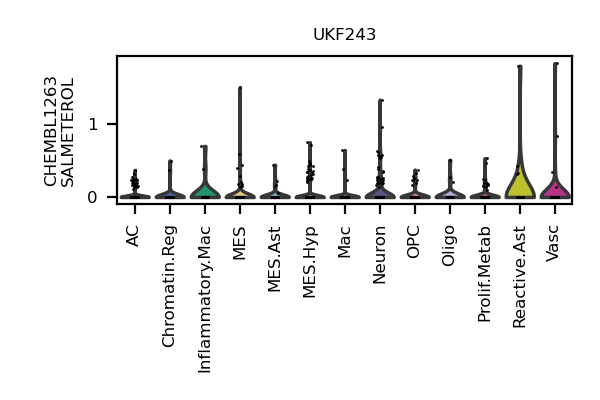 UKF243
CHEMBL1263
SALMETEROL
1
0
AC
Chromatin.Reg
Inflammatory.Mac
MES
MES.Ast
MES.Hyp
Mac
Neuron
OPC
Oligo
Prolif.Metab
Reactive.Ast
Vasc